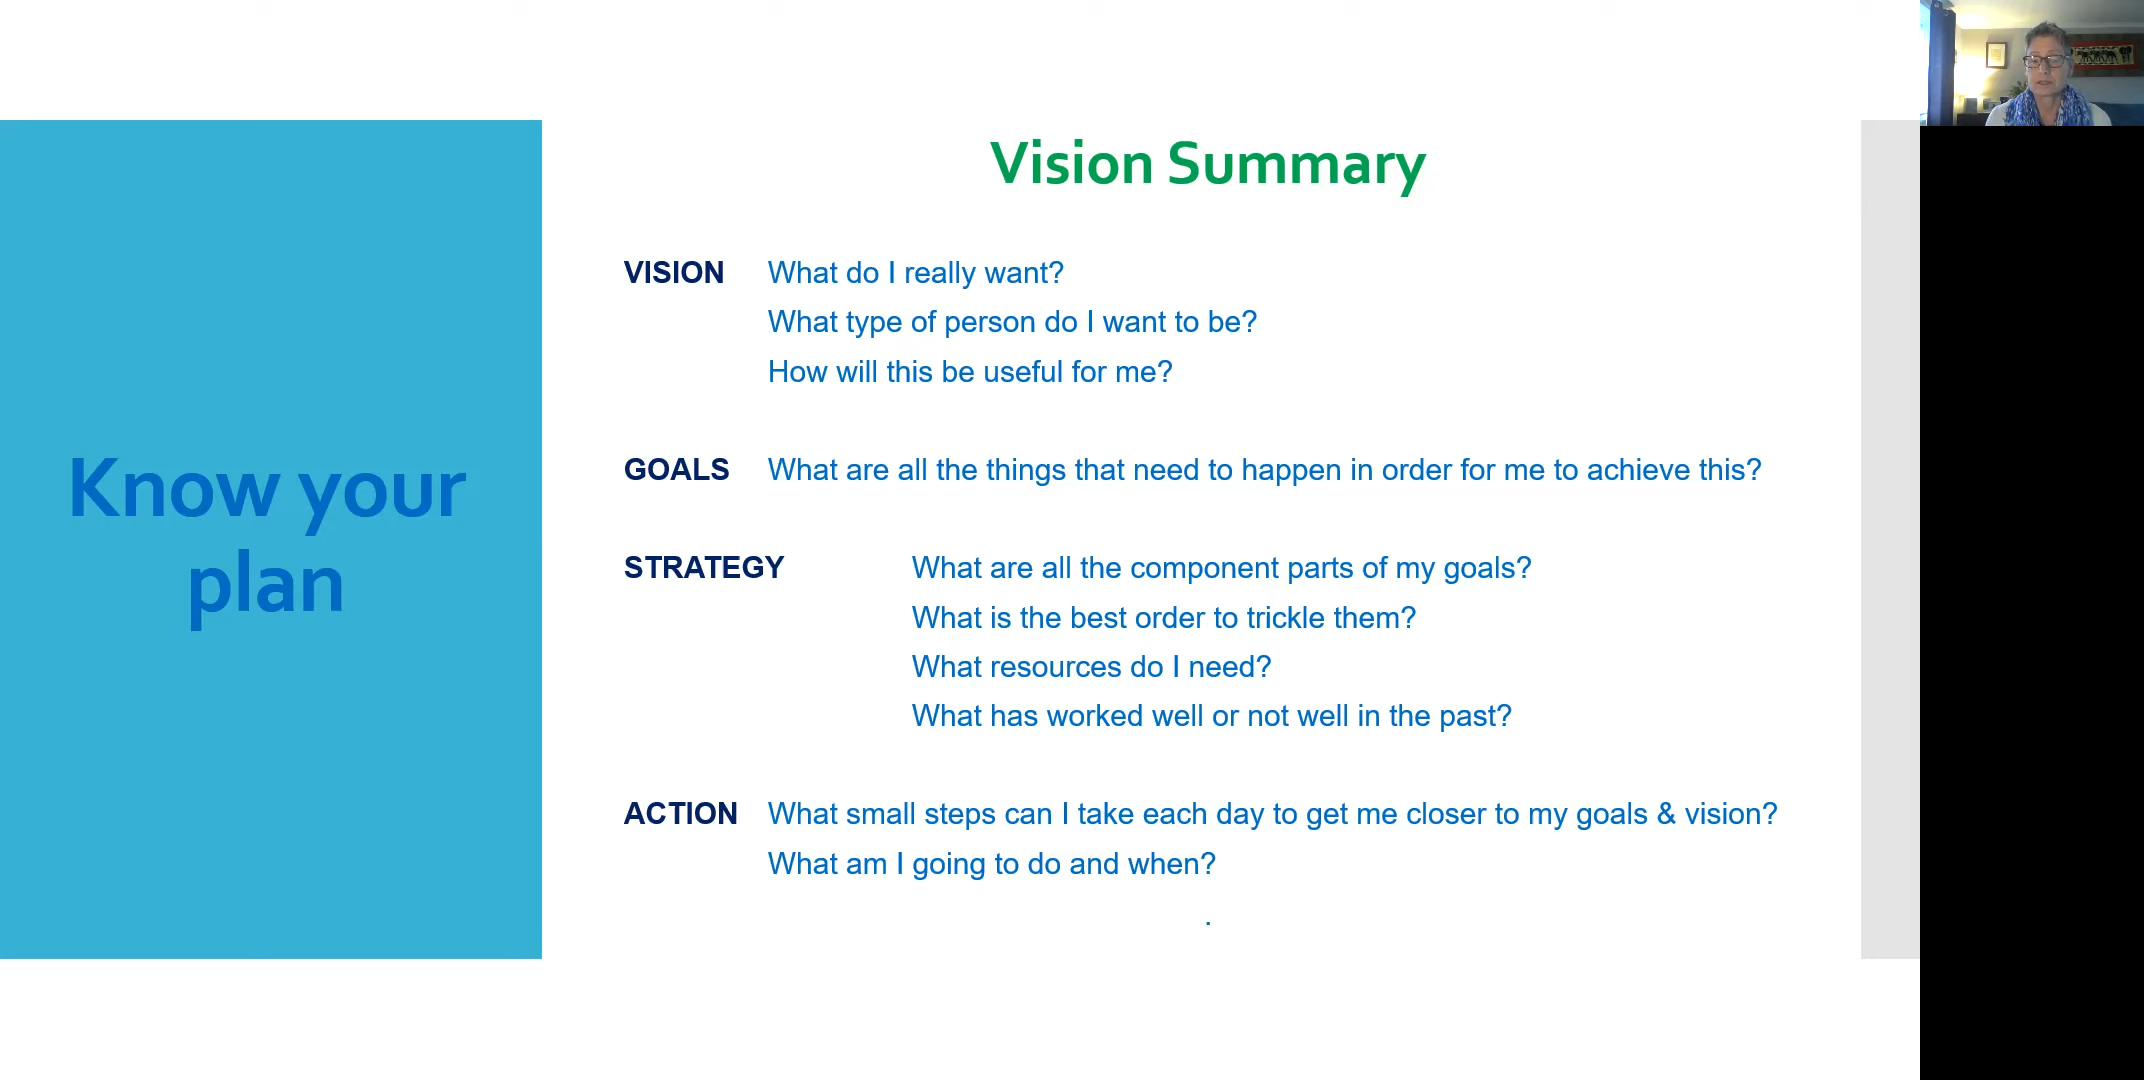 Know your
plan
Vision Summary
VISION What do I really want?
What type of person do I want to be?
How will this be useful for me?
GOALS What are all the things that need to happen in order for me to achieve this?
STRATEGY What are all the component parts of my goals?
What is the best order to trickle them?
What resources do I need?
What has worked well or not well in the past?
ACTION What small steps can I take each day to get me closer to my goals & vision?
What am I going to do and when?
.